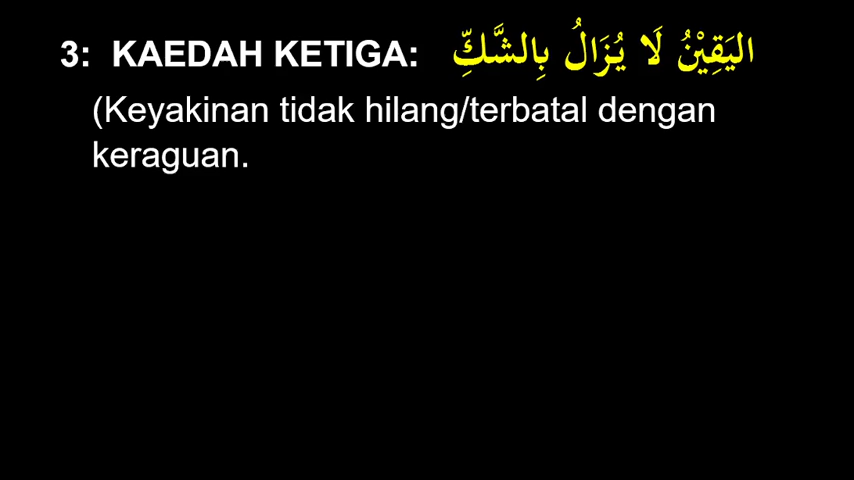 3: KAEDAH KETIGA: اليَقِيْنُ لَا يُزَالُ بِالشَّكِّ
(Keyakinan tidak hilang/terbatal dengan
keraguan.